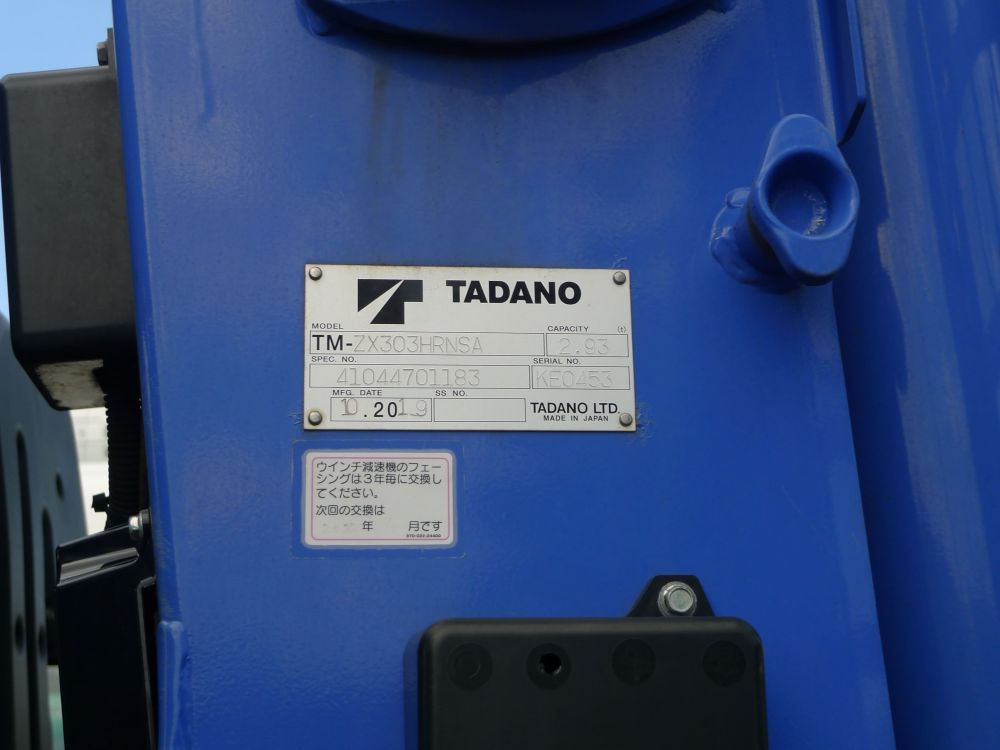 TADANO
MODEL
CAPACITY (t)
TM-ZX303HRNSA
2.93
SPEC. NO.
SERIAL NO.
41044701183
KE0453
MFG. DATE
SS NO.
10.2019
TADANO LTD.
MADE IN JAPAN
ウインチ減速機のフェー
シングは3年毎に交換し
てください。
次回の交換は
年 月です